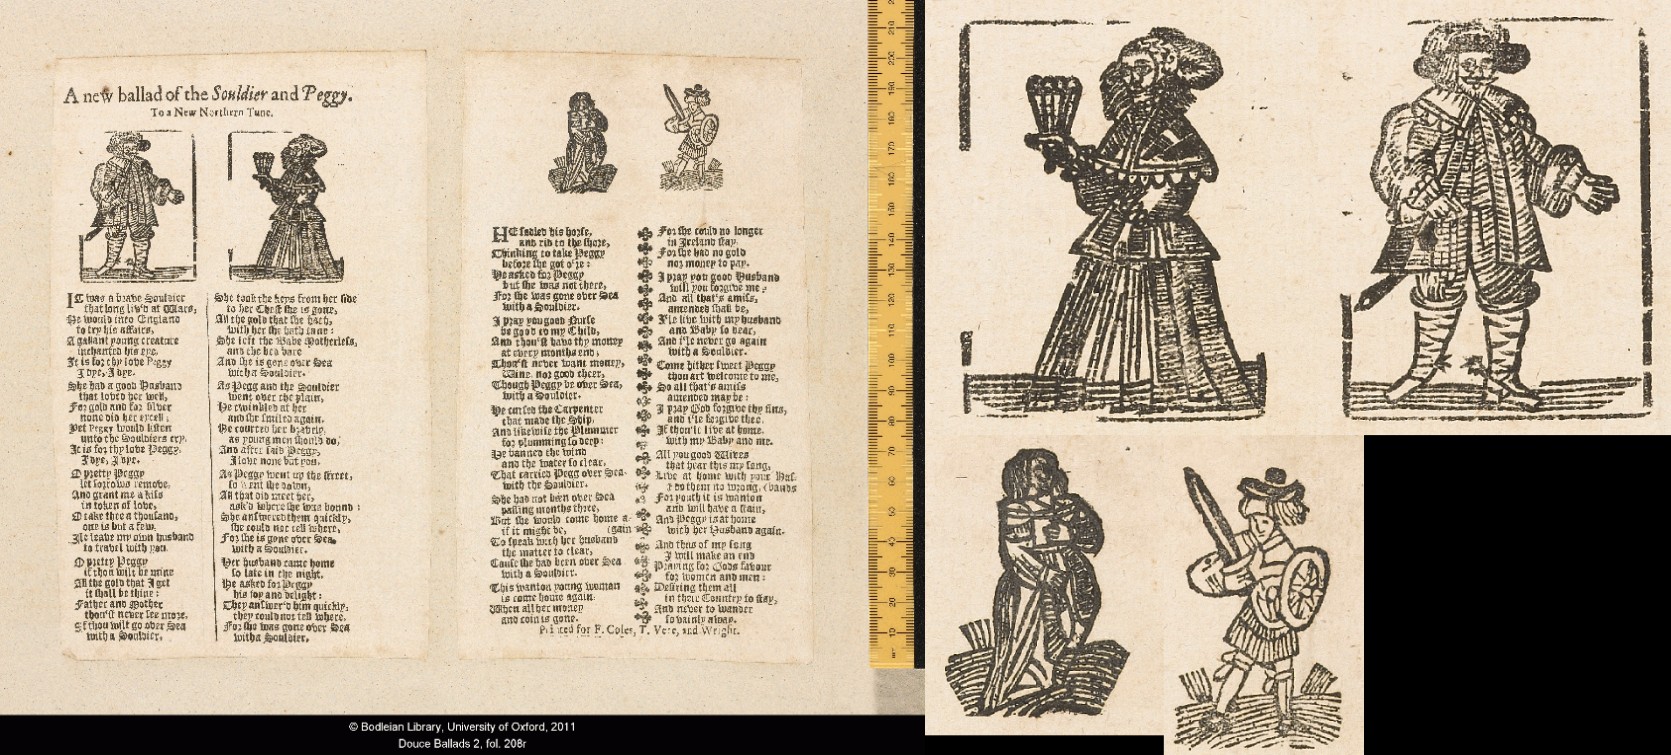 A new ballad of the Souldier and Peggy.
To a New Northern Tune.
IT was a brave Souldier
that long liv'd at Wars,
He would into England
to try his affairs,
A gallant young creature
inchanted his eye.
It is for thy love Peggy
I dye, I dye.
She had a good Husband
that loved her well,
For gold and for silver
none did her excell,
Yet Peggy would listen
unto the Souldiers cry.
It is for thy love Peggy,
I dye, I dye.
O pretty Peggy
let sorrows remove.
And grant me a kiss
in token of love,
O take thee a thousand,
one is but a few.
Ile leave my own husband
to travel with you.
O pretty Peggy
if thou wilt be mine
All the gold that I get
it shall be thine:
Father and Mother
thou'st never see more.
If thou wilt go over Sea
with a Souldier.
She took the keys from her side
to her Chest she is gone,
All the gold that she hath,
with her she hath tane:
She left the Babe Motherless,
and the bed bare
And she is gone over Sea
with a Souldier.
As Pegg and the Souldier
went over the plain,
He twinkled at her
and she smiled again.
He courted her bravely
as young men should do,
And after said Peggy,
I love none but you.
As Peggy went up the street,
so went she down,
All that did meet her,
ask'd where she was bound:
She answered them quickly,
she could not tell where,
For she is gone over Sea
with a Souldier.
Her husband came home
so late in the night.
He asked for Peggy
his joy and delight:
They answer'd him quickly,
they could not tell where.
For she was gone over Sea
with a Souldier.
HE sadled his horse,
and rid to the shore,
Thinking to take Peggy
before she got o're:
He asked for Peggy
but she was not there,
For she was gone over Sea
with a Souldier.
I pray you good Nurse
be good to my Child,
And thou'st have thy money
at every months end,
Thou'st never want money,
Wine, nor good cheer,
Though Peggy be over Sea,
with a Souldier.
He cursed the Carpenter
that made the Ship,
And likewise the Plummer
for plumming so deep:
He banned the wind
and the water so clear,
That carried Pegg over Sea
with the Souldier.
She had not been over Sea
passing months three,
But she would come home a-
if it might be, (gain
To speak with her husband
the matter to clear,
Cause she had been over Sea
with a Souldier.
This wanton young woman
is come home again.
When all her money
and coin is gone.
For she could no longer
in Ireland stay.
For she had no gold
nor money to pay.
I pray you good Husband
will you forgive me?
And all that's amiss,
amended shall be,
I'le live with my husband
and Baby so dear,
And i'le never go again
with a Souldier.
Come hither sweet Peggy
thou art welcome to me,
So all that's amiss
amended may be:
I pray God forgive thy sins,
and i'le forgive thee.
If thou'lt live at home.
with my Baby and me.
All you good Wives
that hear this my song,
Live at home with your Hus-
do them no wrong. (bands
For youth it is wanton
and will have a stain,
And Peggy is at home
with her Husband again.
And thus of my song
I will make an end
Praying for Gods favour
for women and men:
Desiring them all
in their Country to stay,
And never to wander
so vainly away.
Printed for F. Coles, T. Vere, and Wright.
© Bodleian Library, University of Oxford, 2011
Douce Ballads 2, fol. 208r